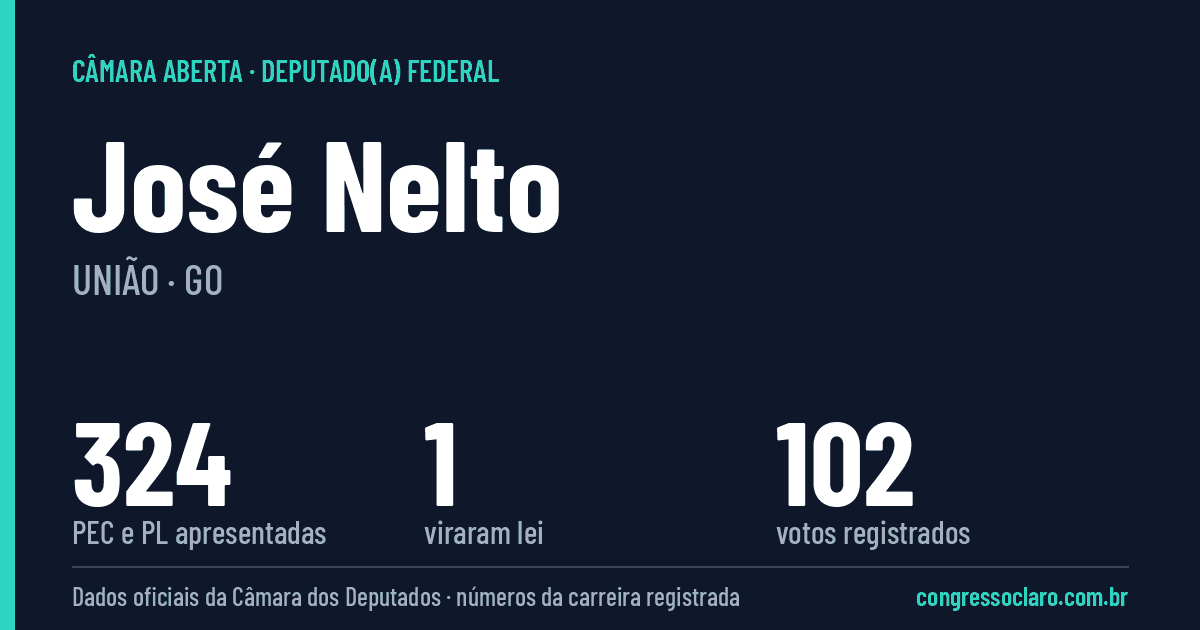 CÂMARA ABERTA · DEPUTADO(A) FEDERAL
José Nelto
UNIÃO · GO
324 1 102
PEC e PL apresentadas viraram lei votos registrados
Dados oficiais da Câmara dos Deputados · números da carreira registrada congressoclaro.com.br